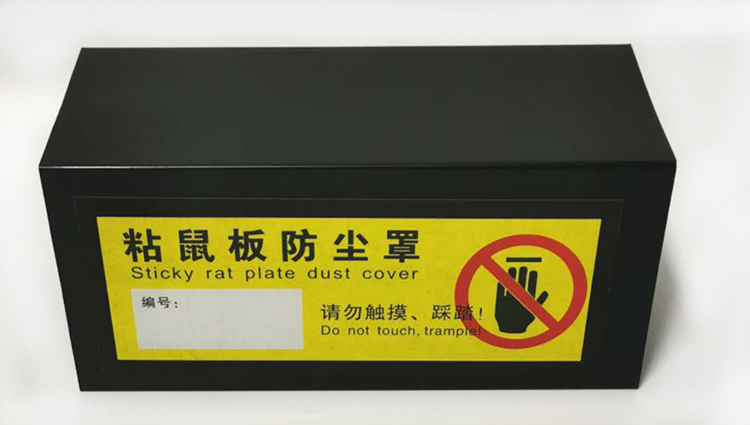 粘鼠板防尘罩
Sticky rat plate dust cover
编号：
请勿触摸、踩踏！
Do not touch, trample!